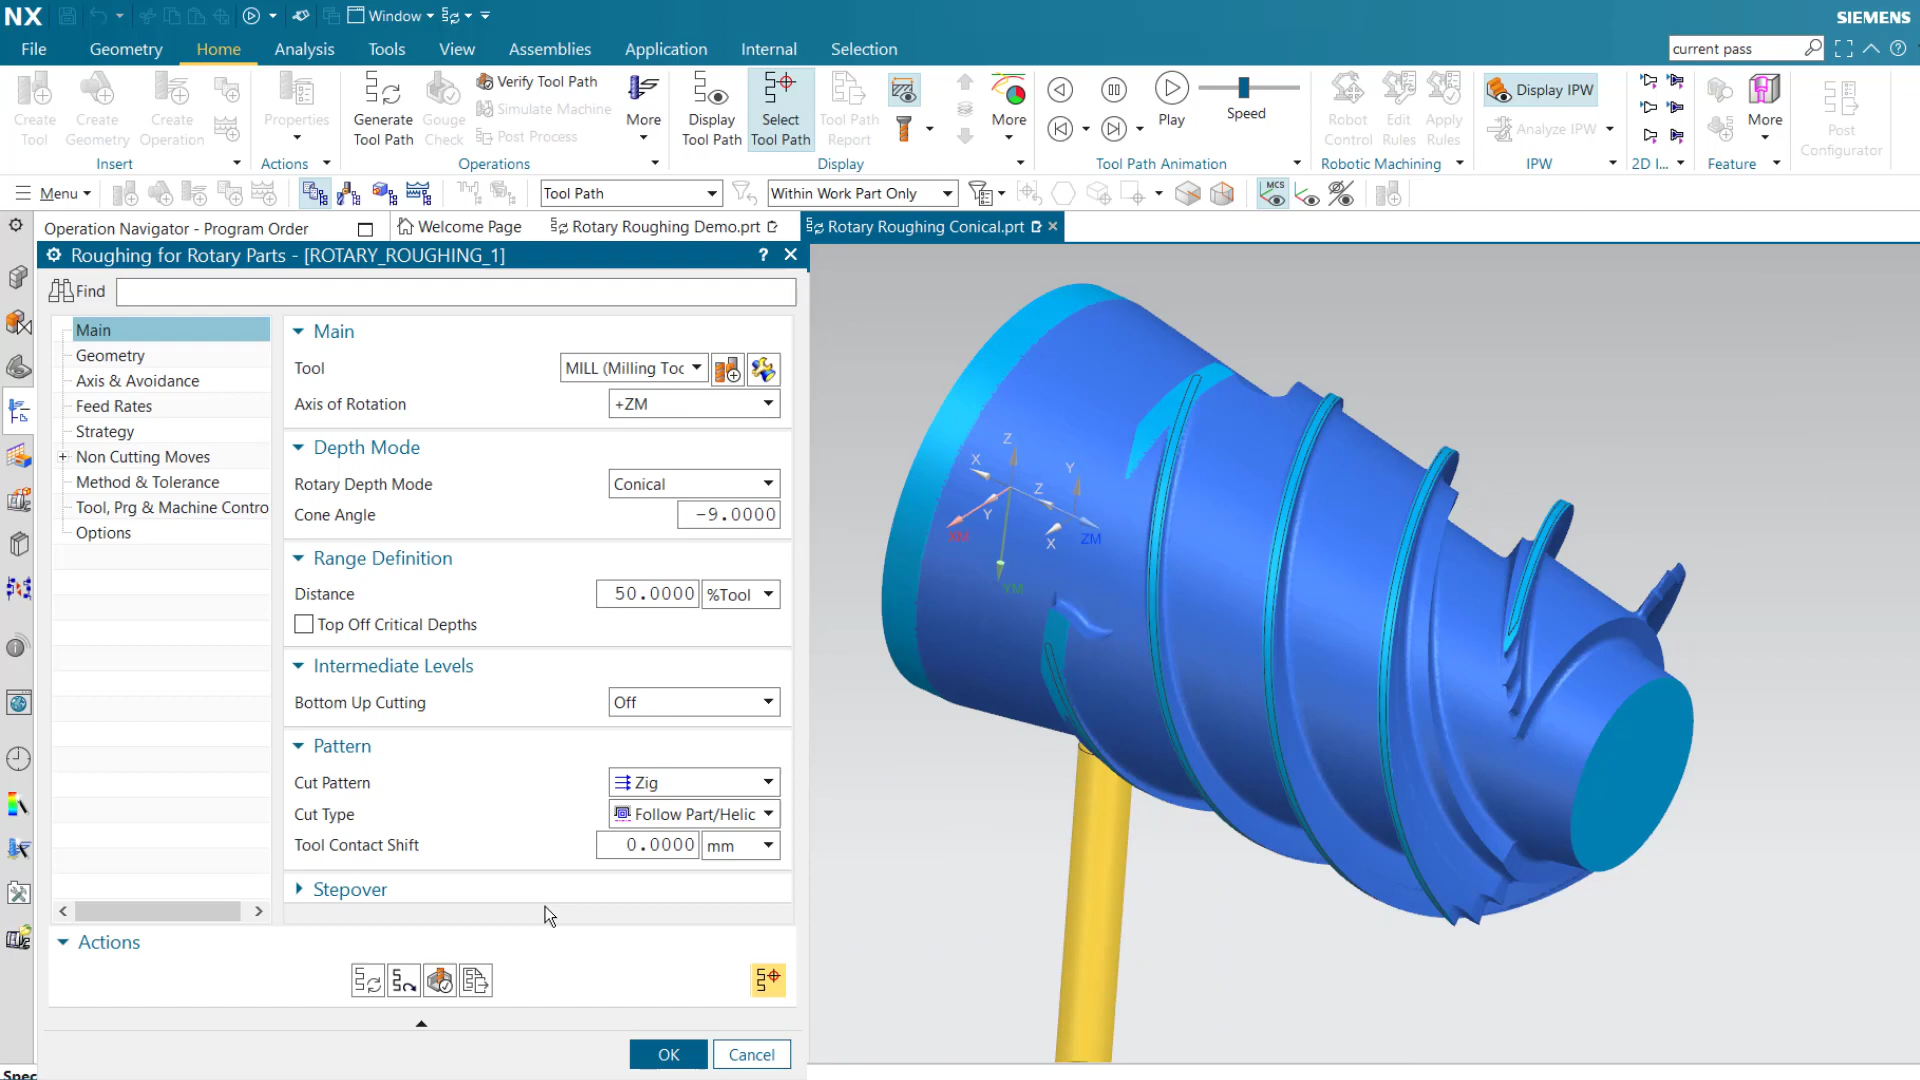 NX
Window
SIEMENS
File
Geometry
Home
Analysis
Tools
View
Assemblies
Application
Internal
Selection
current pass
Create Tool
Create Geometry
Create Operation
Properties
Generate Tool Path
Gouge Check
Verify Tool Path
Simulate Machine
Post Process
More
Display Tool Path
Select Tool Path
Tool Path Report
More
Play
Speed
Robot Control
Edit Rules
Apply Rules
Display IPW
Analyze IPW
More
Post Configurator
Insert
Actions
Operations
Display
Tool Path Animation
Robotic Machining
IPW
2D I...
Feature
Menu
Tool Path
Within Work Part Only
MCS
Operation Navigator - Program Order
Welcome Page
Rotary Roughing Demo.prt
Rotary Roughing Conical.prt
Roughing for Rotary Parts - [ROTARY_ROUGHING_1]
Find
Main
Geometry
Axis & Avoidance
Feed Rates
Strategy
Non Cutting Moves
Method & Tolerance
Tool, Prg & Machine Contro
Options
Main
Tool
MILL (Milling Toc
Axis of Rotation
+ZM
Depth Mode
Rotary Depth Mode
Conical
Cone Angle
-9.0000
Range Definition
Distance
50.0000
%Tool
Top Off Critical Depths
Intermediate Levels
Bottom Up Cutting
Off
Pattern
Cut Pattern
Zig
Cut Type
Follow Part/Helic
Tool Contact Shift
0.0000
mm
Stepover
Actions
OK
Cancel
Spec
Z
X
Y
Z
Y
X
XM
ZM
YM